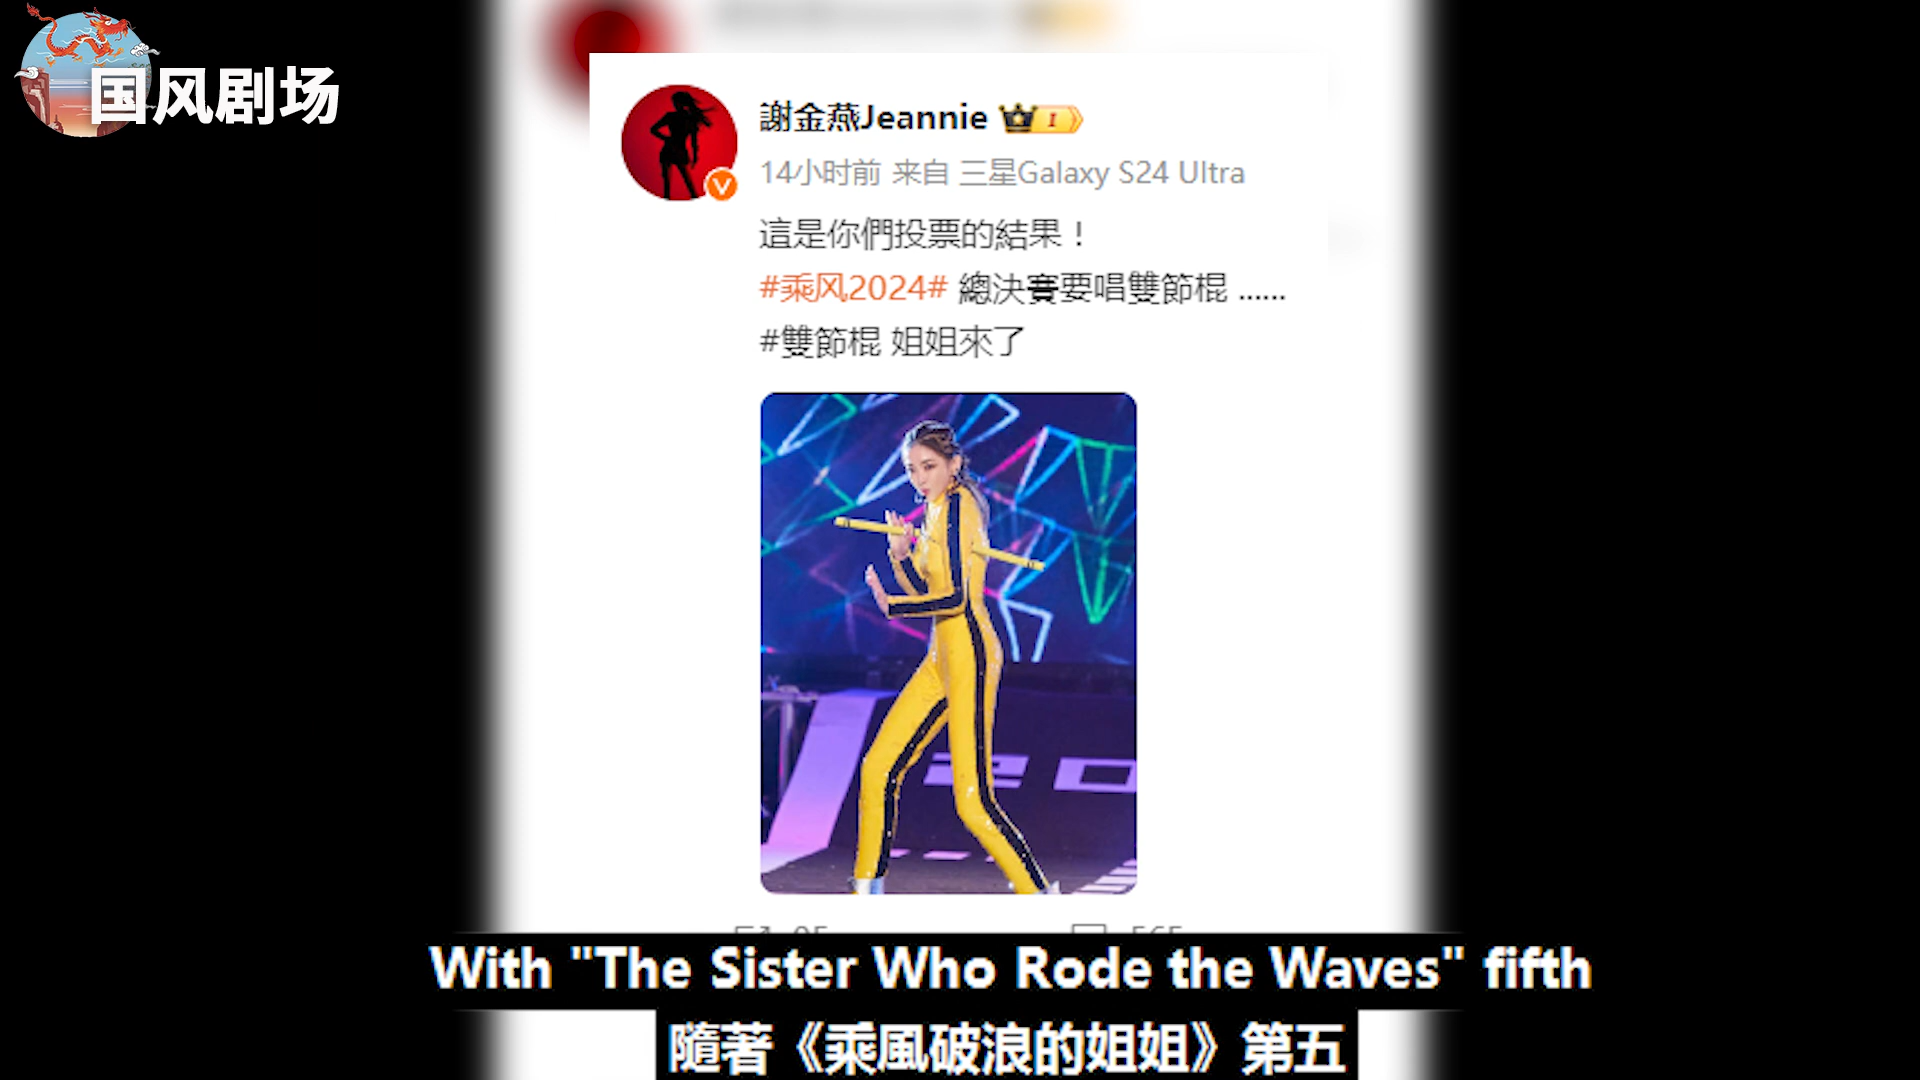 国风剧场
謝金燕Jeannie I
14小时前 来自 三星Galaxy S24 Ultra
這是你們投票的結果！
#乘风2024# 總決賽要唱雙節棍 ......
#雙節棍 姐姐來了
With "The Sister Who Rode the Waves" fifth
隨著《乘風破浪的姐姐》第五